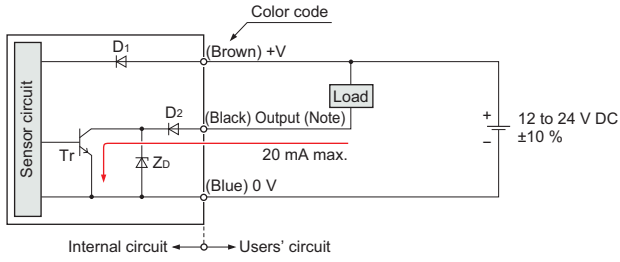 Color code
D1
(Brown) +V
Sensor circuit
Load
D2
(Black) Output (Note)
+
12 to 24 V DC
±10 %
−
Tr
ZD
20 mA max.
(Blue) 0 V
Internal circuit
Users' circuit